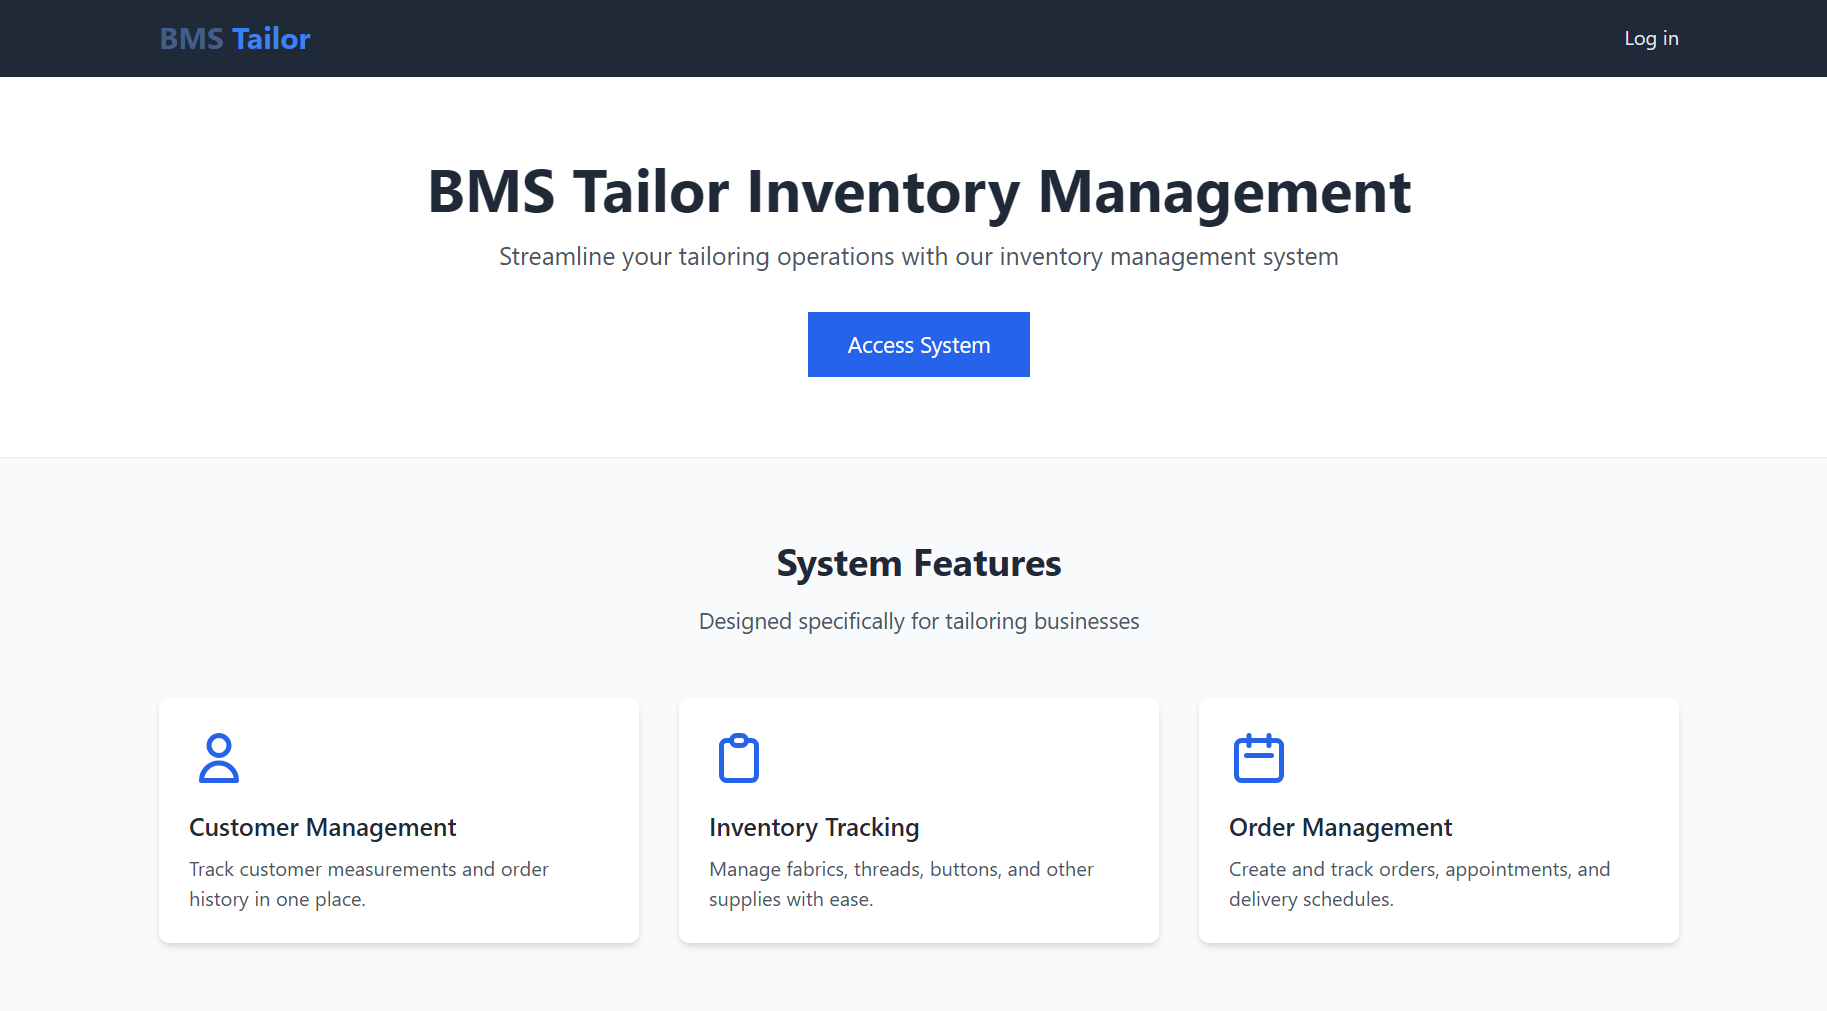 BMS Tailor
Log in
BMS Tailor Inventory Management
Streamline your tailoring operations with our inventory management system
Access System
System Features
Designed specifically for tailoring businesses
Customer Management
Track customer measurements and order
history in one place.
Inventory Tracking
Manage fabrics, threads, buttons, and other
supplies with ease.
Order Management
Create and track orders, appointments, and
delivery schedules.